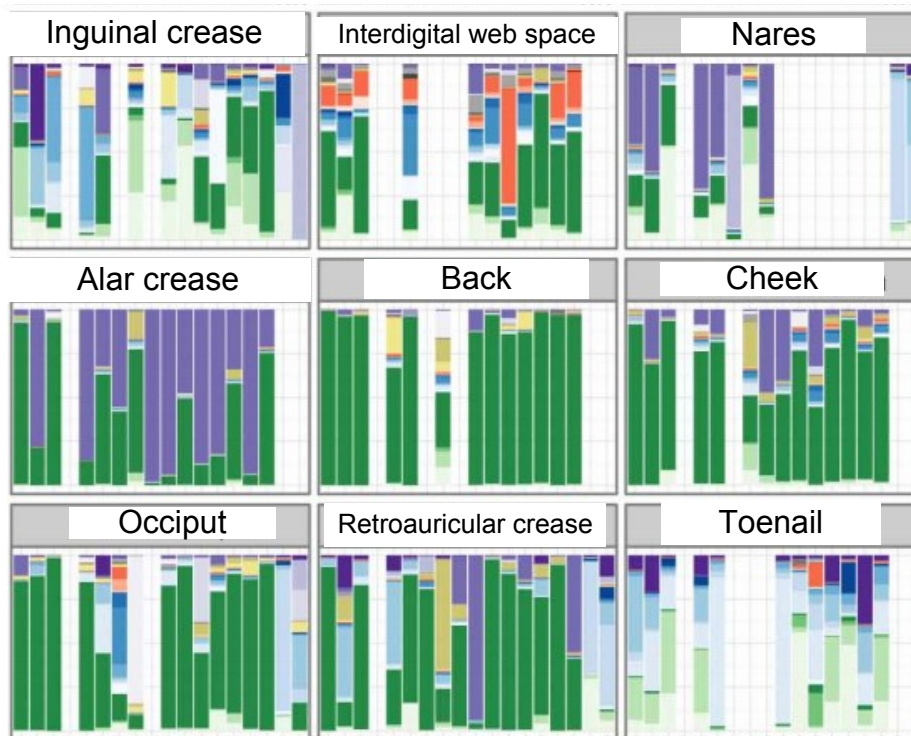 Inguinal crease
Interdigital web space
Nares
Alar crease
Back
Cheek
Occiput
Retroauricular crease
Toenail